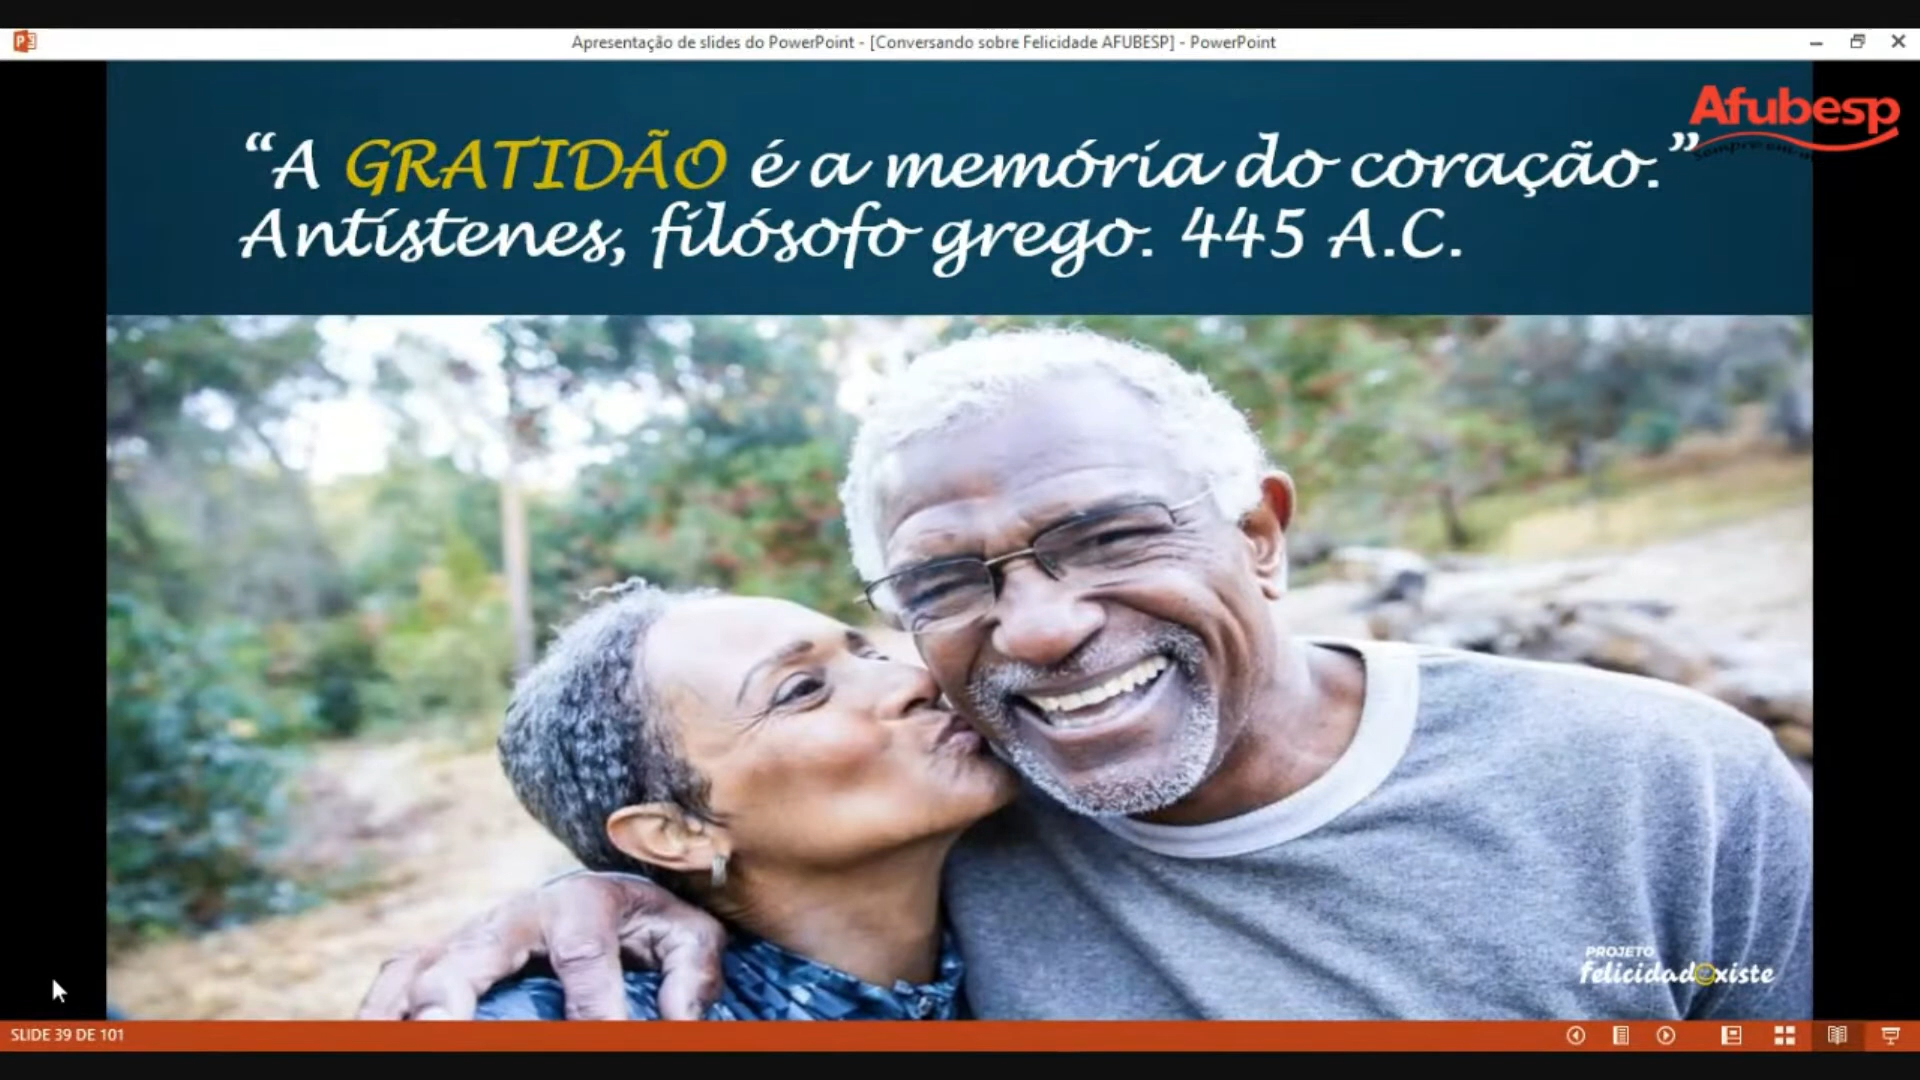 Apresentação de slides do PowerPoint - [Conversando sobre Felicidade AFUBESP] - PowerPoint
Afubesp
“A GRATIDÃO é a memória do coração.”
Antístenes, filósofo grego. 445 A.C.
PROJETO
felicidadexiste
SLIDE 39 DE 101